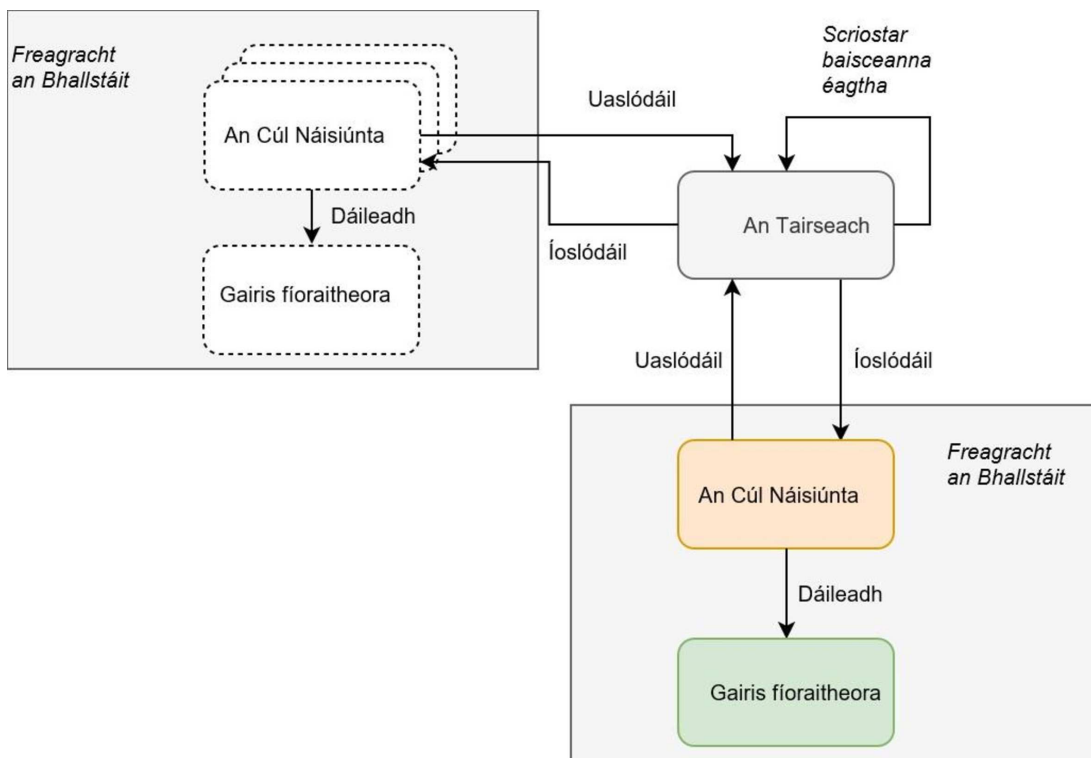 Freagracht
an Bhallstáit
An Cúl Náisiúnta
Dáileadh
Gairis fíoraitheora
Uaslódáil
Íoslódáil
Scriostar
baisceanna
éagtha
An Tairseach
Uaslódáil
Íoslódáil
Freagracht
an Bhallstáit
An Cúl Náisiúnta
Dáileadh
Gairis fíoraitheora